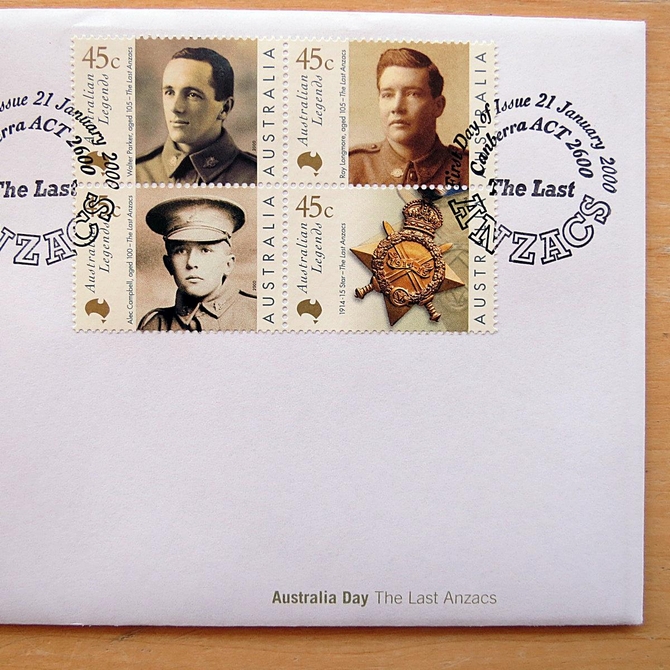 ssue 21 January 2000
erra ACT 2600
The Last
NZACS
45c
Australian Legends
Walter Parker, aged 105–The Last Anzacs
AUSTRALIA
45c
Australian Legends
Roy Longmore, aged 105–The Last Anzacs
AUSTRALIA
c
Australian Legends
Alec Campbell, aged 100–The Last Anzacs
AUSTRALIA
45c
Australian Legends
1914-15 Star–The Last Anzacs
AUSTRALIA
First Day of Issue 21 January 2000
Canberra ACT 2600
The Last
ANZACS
Australia Day The Last Anzacs